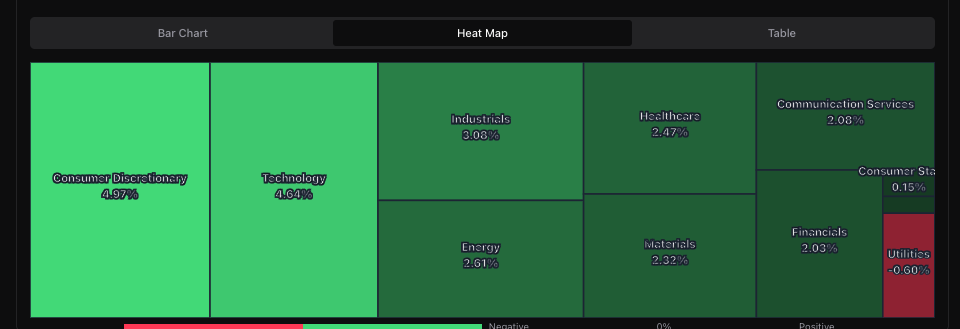 Bar Chart
Heat Map
Table
Consumer Discretionary
4.97%
Technology
4.64%
Industrials
3.08%
Energy
2.61%
Healthcare
2.47%
Materials
2.32%
Communication Services
2.08%
Financials
2.03%
Consumer Sta
0.15%
Utilities
-0.60%
Negative
0%
Positive